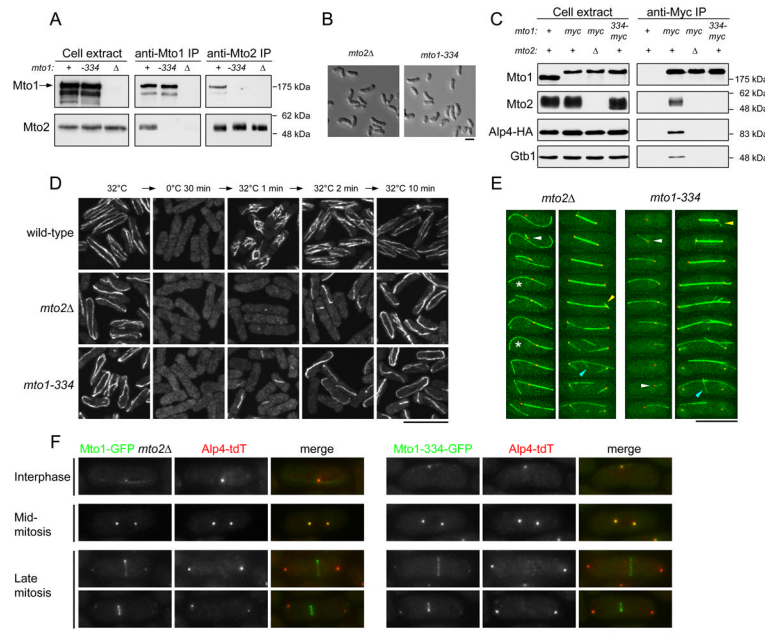 A
Cell extract
anti-Mto1 IP
anti-Mto2 IP
mto1: + -334 Δ + -334 Δ + -334 Δ
Mto1
175 kDa
62 kDa
Mto2
48 kDa
B
mto2Δ
mto1-334
C
Cell extract
anti-Myc IP
mto1: + myc myc 334-myc + myc myc 334-myc
mto2: + + Δ + + + Δ +
Mto1
175 kDa
62 kDa
Mto2
48 kDa
Alp4-HA
83 kDa
Gtb1
48 kDa
D
32°C 0°C 30 min 32°C 1 min 32°C 2 min 32°C 10 min
wild-type
mto2Δ
mto1-334
E
mto2Δ
mto1-334
*
*
F
Mto1-GFP mto2Δ Alp4-tdT merge
Mto1-334-GFP Alp4-tdT merge
Interphase
Mid-
mitosis
Late
mitosis